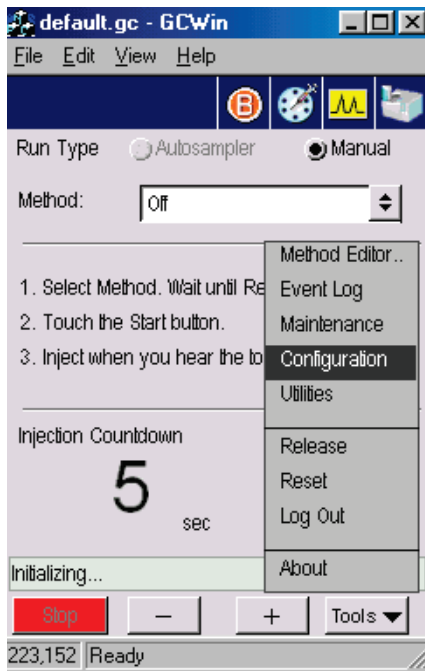 default.gc - GCWin
File Edit View Help
B
Run Type Autosampler Manual
Method: Off
Method Editor..
1. Select Method. Wait until Re
Event Log
2. Touch the Start button.
Maintenance
3. Inject when you hear the to
Configuration
Utilities
Injection Countdown
Release
5 sec
Reset
Log Out
Initializing...
About
Stop − + Tools
223,152 Ready